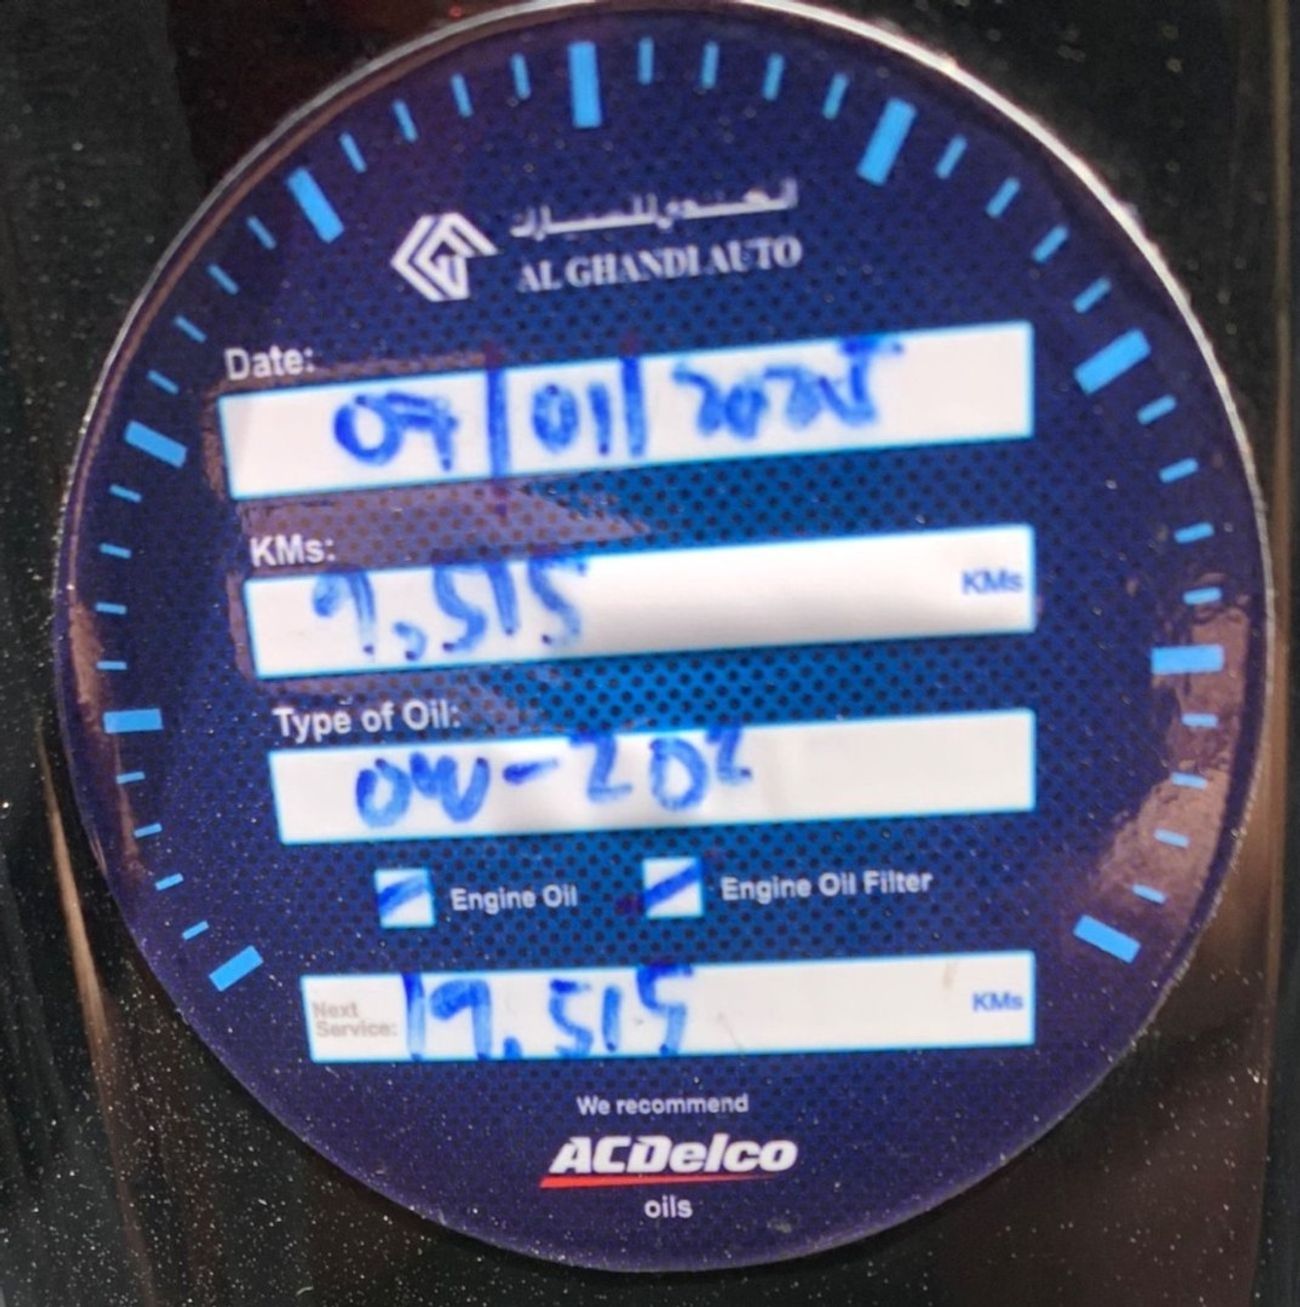 الغندي للسيارات
AL GHANDI AUTO
Date:
09/01/2025
KMs:
9,515 KMs
Type of Oil:
0W-20
Engine Oil Engine Oil Filter
Next Service: 19,515 KMs
We recommend
ACDelco
oils